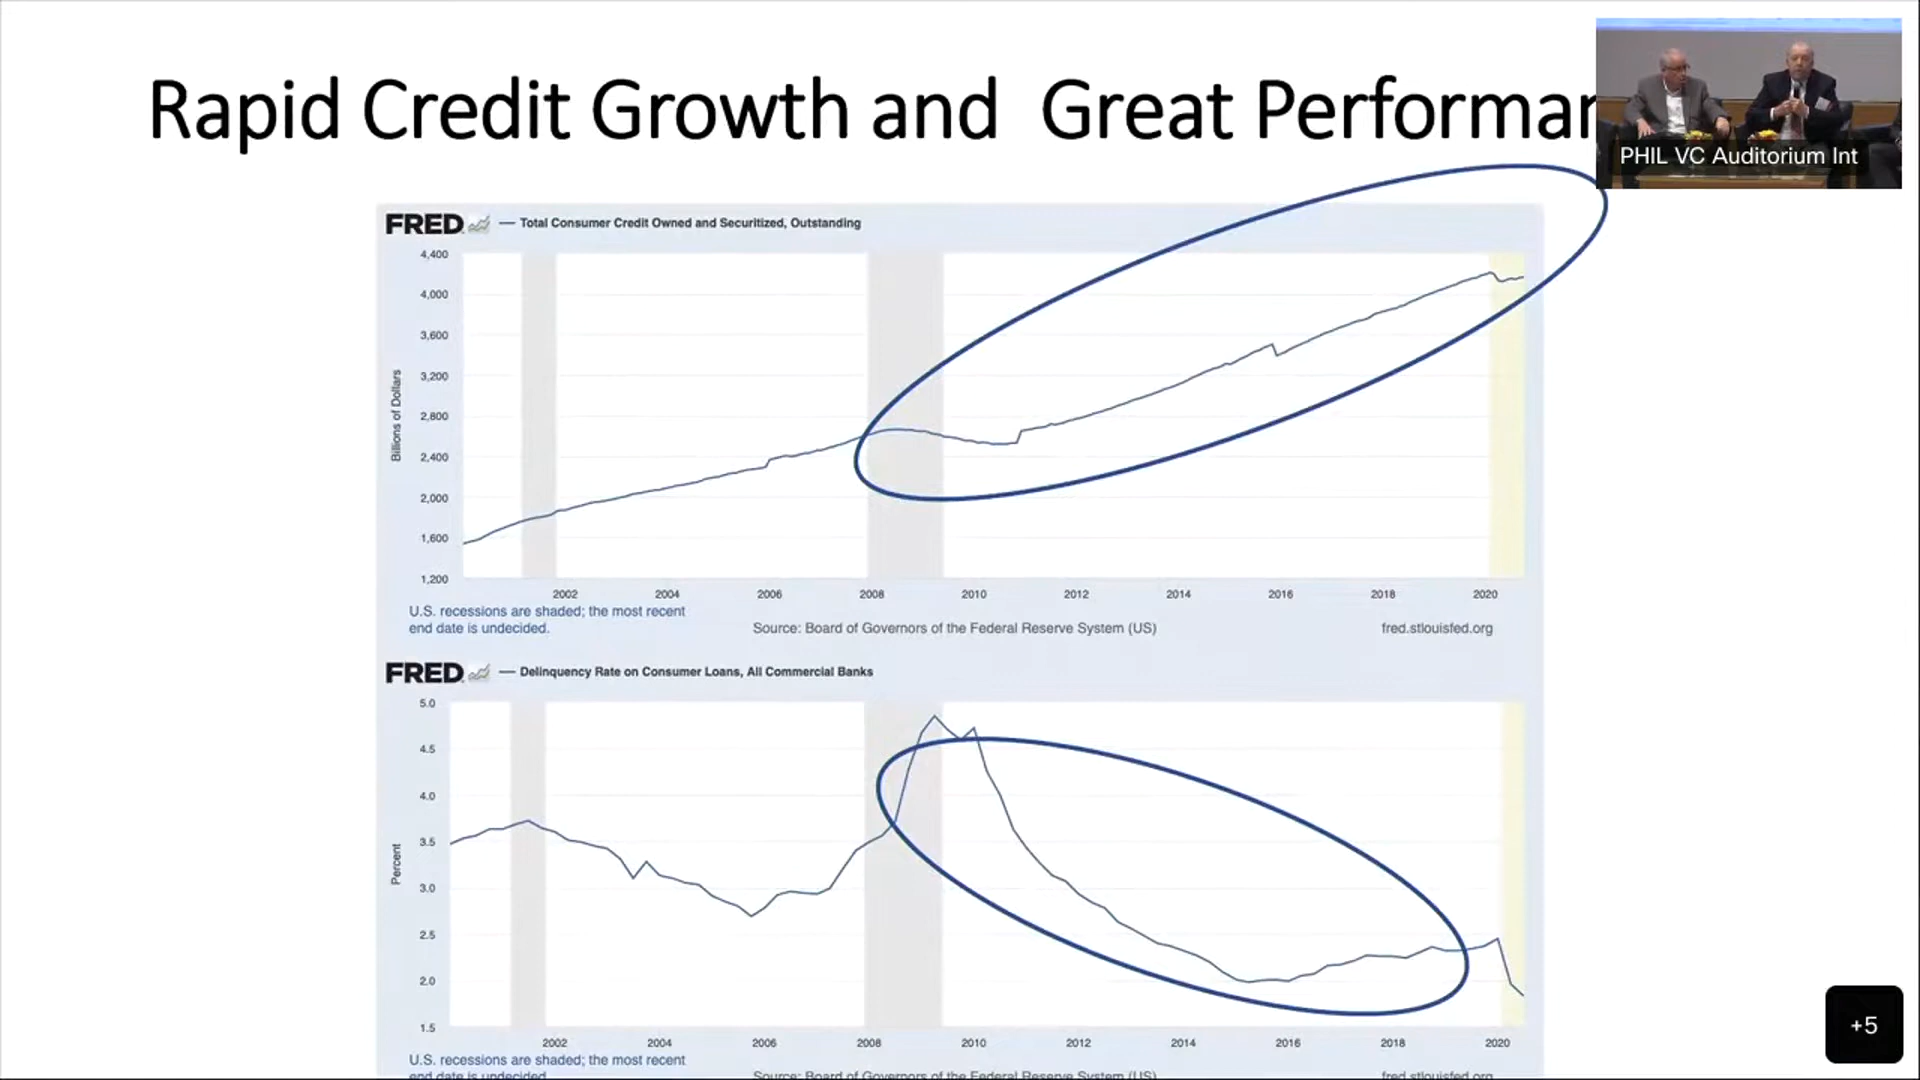 Rapid Credit Growth and Great Performan
PHIL VC Auditorium Int
FRED — Total Consumer Credit Owned and Securitized, Outstanding
4,400
4,000
3,600
3,200
2,800
2,400
2,000
1,600
1,200
Billions of Dollars
2002 2004 2006 2008 2010 2012 2014 2016 2018 2020
U.S. recessions are shaded; the most recent
end date is undecided.
Source: Board of Governors of the Federal Reserve System (US)
fred.stlouisfed.org
FRED — Delinquency Rate on Consumer Loans, All Commercial Banks
5.0
4.5
4.0
3.5
3.0
2.5
2.0
1.5
Percent
2002 2004 2006 2008 2010 2012 2014 2016 2018 2020
U.S. recessions are shaded; the most recent
end date is undecided.
Source: Board of Governors of the Federal Reserve System (US)
fred.stlouisfed.org
+5